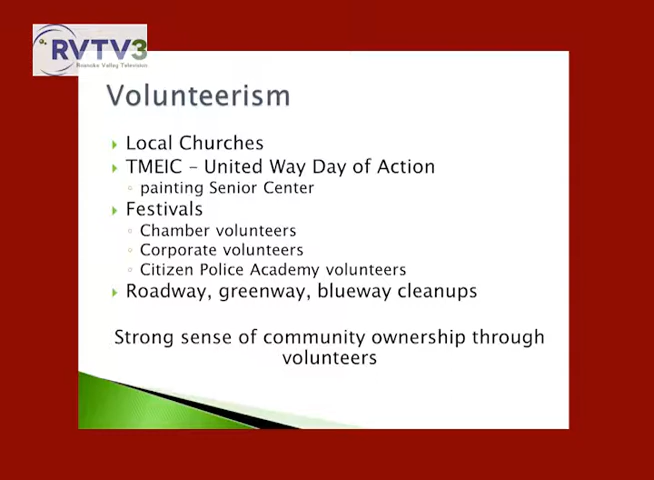 RVTV3
Roanoke Valley Television
Volunteerism
Local Churches
TMEIC – United Way Day of Action
painting Senior Center
Festivals
Chamber volunteers
Corporate volunteers
Citizen Police Academy volunteers
Roadway, greenway, blueway cleanups
Strong sense of community ownership through
volunteers